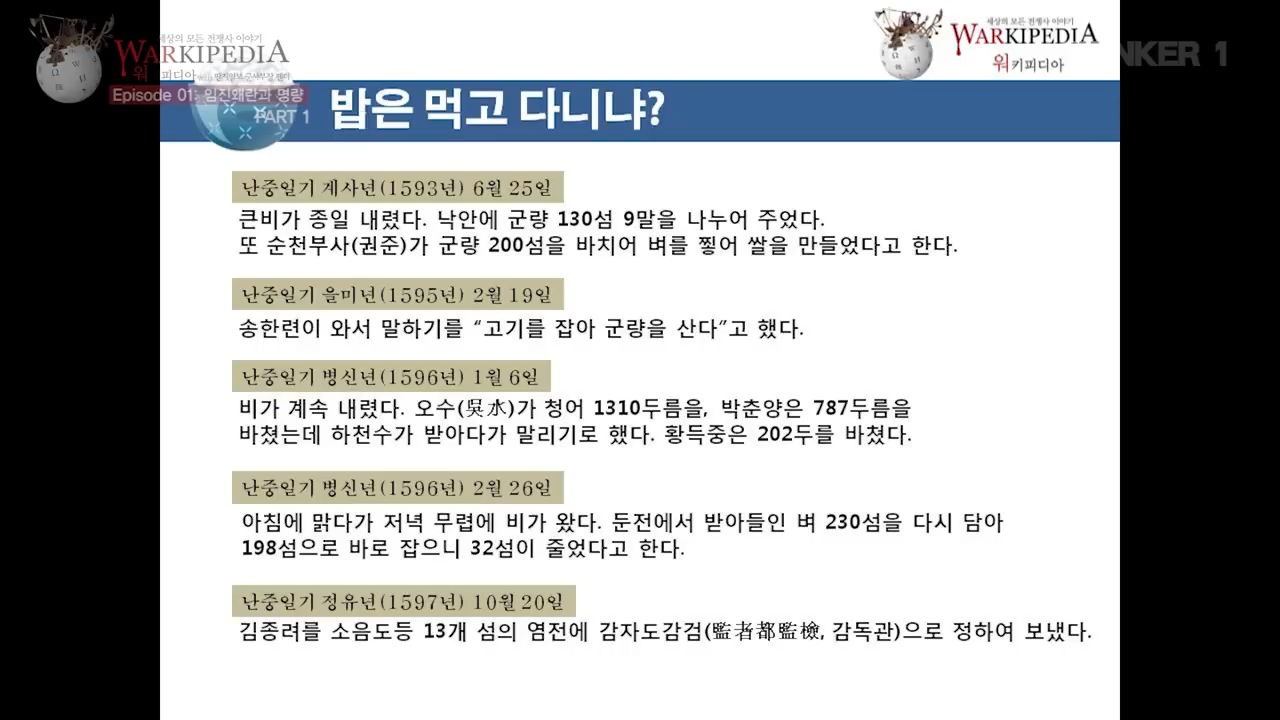 세상의 모든 전쟁사 이야기
WARKIPEDIA
워키피디아
Episode 01: 임진왜란과 명량
PART 1
세상의 모든 전쟁사 이야기
WARKIPEDIA
워키피디아
NKER 1
밥은 먹고 다니냐?
난중일기 계사년(1593년) 6월 25일
큰비가 종일 내렸다. 낙안에 군량 130섬 9말을 나누어 주었다.
또 순천부사(권준)가 군량 200섬을 바치어 벼를 찧어 쌀을 만들었다고 한다.
난중일기 을미년(1595년) 2월 19일
송한련이 와서 말하기를 “고기를 잡아 군량을 산다”고 했다.
난중일기 병신년(1596년) 1월 6일
비가 계속 내렸다. 오수(吳水)가 청어 1310두름을, 박춘양은 787두름을
바쳤는데 하천수가 받아다가 말리기로 했다. 황득중은 202두를 바쳤다.
난중일기 병신년(1596년) 2월 26일
아침에 맑다가 저녁 무렵에 비가 왔다. 둔전에서 받아들인 벼 230섬을 다시 담아
198섬으로 바로 잡으니 32섬이 줄었다고 한다.
난중일기 정유년(1597년) 10월 20일
김종려를 소음도등 13개 섬의 염전에 감자도감검(監者都監檢, 감독관)으로 정하여 보냈다.